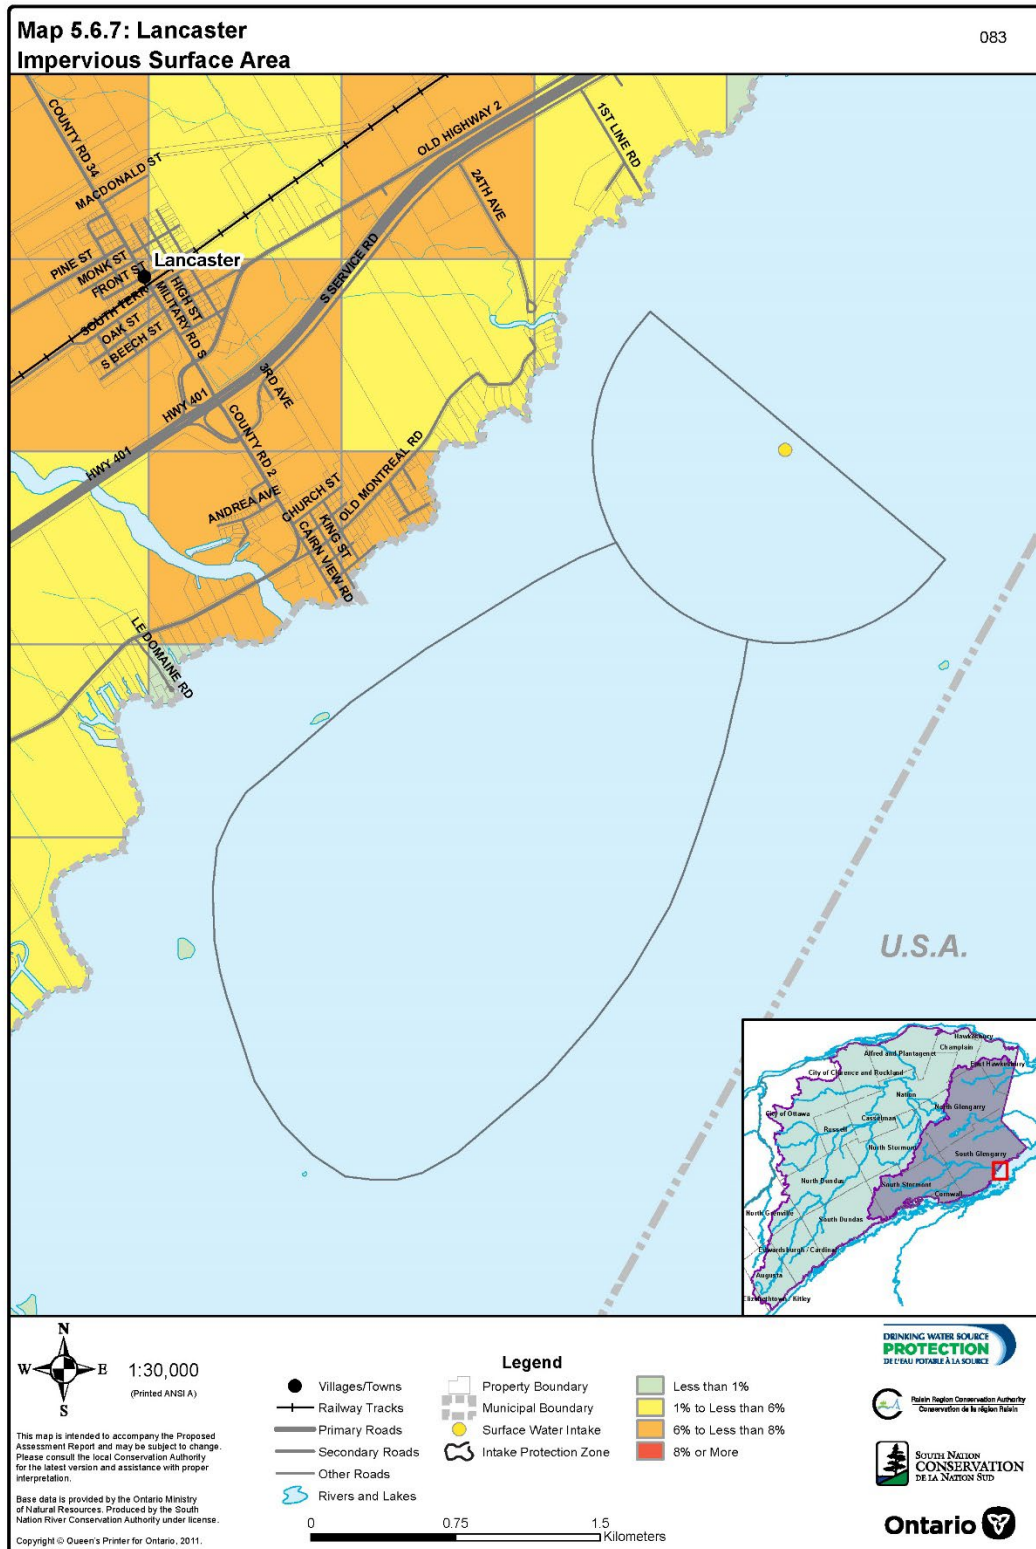 Map 5.6.7: Lancaster
Impervious Surface Area
083
COUNTY RD 34
MACDONALD ST
OLD HIGHWAY 2
1ST LINE RD
24TH AVE
PINE ST
MONK ST
FRONT ST
Lancaster
SOUTH TERR
HIGH ST
MILITARY RD S
OAK ST
S BEECH ST
S SERVICE RD
3RD AVE
HWY 401
HWY 401
COUNTY RD 2
ANDREA AVE
CHURCH ST
KING ST
OLD MONTREAL RD
CAIRN VIEW RD
LE DOMAINE RD
U.S.A.
Hawkesbury
Champlain
Alfred and Plantagenet
East Hawkesbury
City of Clarence and Rockland
Nation
North Glengarry
City of Ottawa
Casselman
Russell
North Stormont
South Glengarry
North Dundas
South Stormont
Cornwall
North Grenville
South Dundas
Edwardsburgh / Cardinal
Augusta
Elizabethtown / Kitley
N
W E
S
1:30,000
(Printed ANSI A)
This map is intended to accompany the Proposed
Assessment Report and may be subject to change.
Please consult the local Conservation Authority
for the latest version and assistance with proper
interpretation.
Base data is provided by the Ontario Ministry
of Natural Resources. Produced by the South
Nation River Conservation Authority under license.
Copyright © Queen's Printer for Ontario, 2011.
Legend
Villages/Towns
Railway Tracks
Primary Roads
Secondary Roads
Other Roads
Rivers and Lakes
Property Boundary
Municipal Boundary
Surface Water Intake
Intake Protection Zone
Less than 1%
1% to Less than 6%
6% to Less than 8%
8% or More
0 0.75 1.5
Kilometers
DRINKING WATER SOURCE
PROTECTION
DE L'EAU POTABLE À LA SOURCE
Raisin Region Conservation Authority
Conservation de la région Raisin
SOUTH NATION
CONSERVATION
DE LA NATION SUD
Ontario